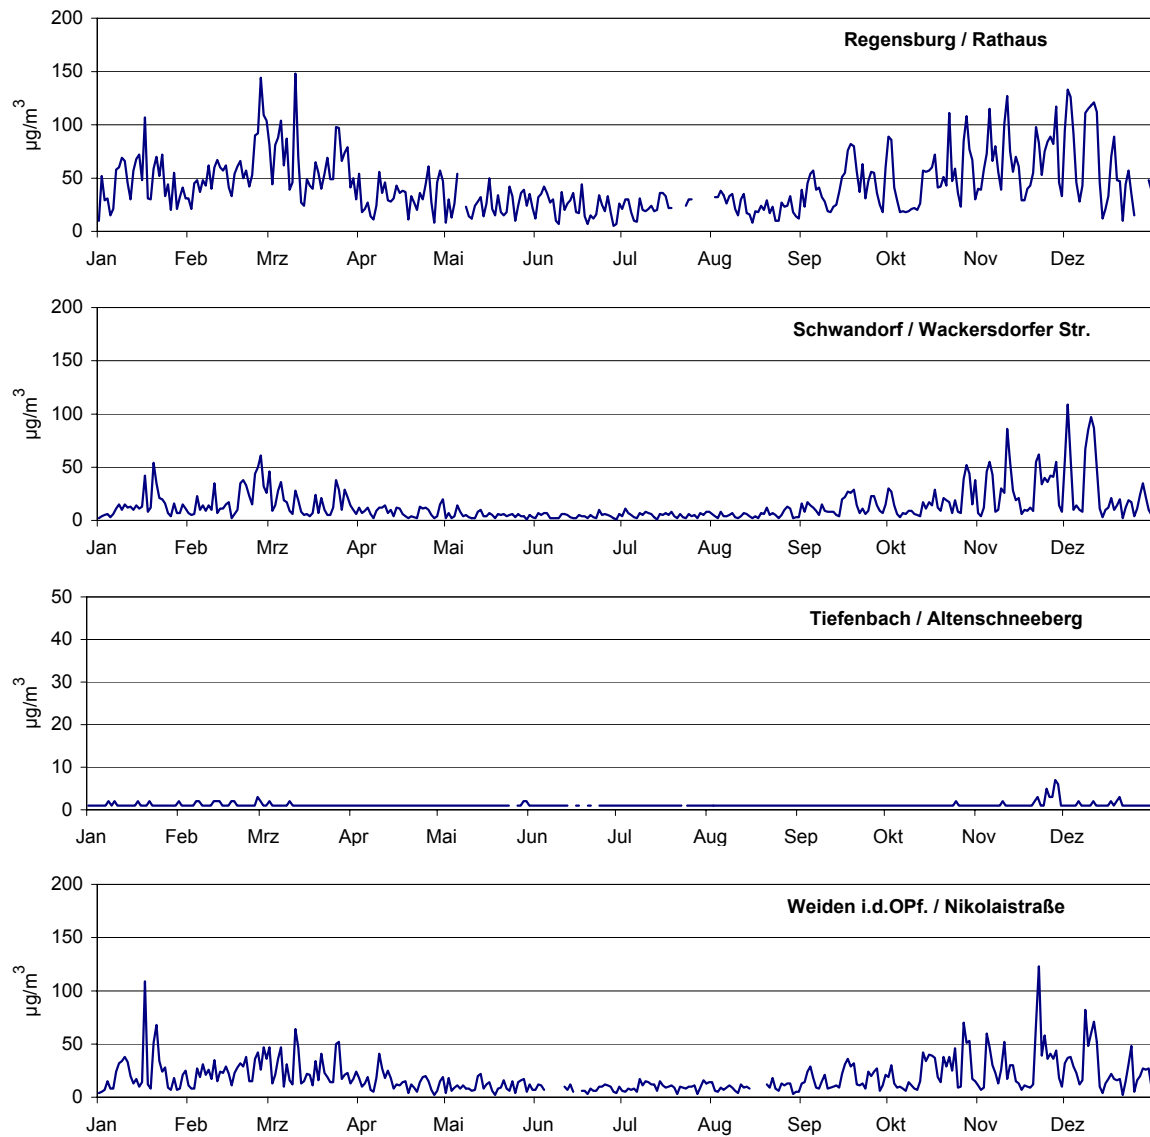 200
Regensburg / Rathaus
150
100
50
0
µg/m³
Jan Feb Mrz Apr Mai Jun Jul Aug Sep Okt Nov Dez
200
Schwandorf / Wackersdorfer Str.
150
100
50
0
µg/m³
Jan Feb Mrz Apr Mai Jun Jul Aug Sep Okt Nov Dez
50
Tiefenbach / Altenschneeberg
40
30
20
10
0
µg/m³
Jan Feb Mrz Apr Mai Jun Jul Aug Sep Okt Nov Dez
200
Weiden i.d.OPf. / Nikolaistraße
150
100
50
0
µg/m³
Jan Feb Mrz Apr Mai Jun Jul Aug Sep Okt Nov Dez